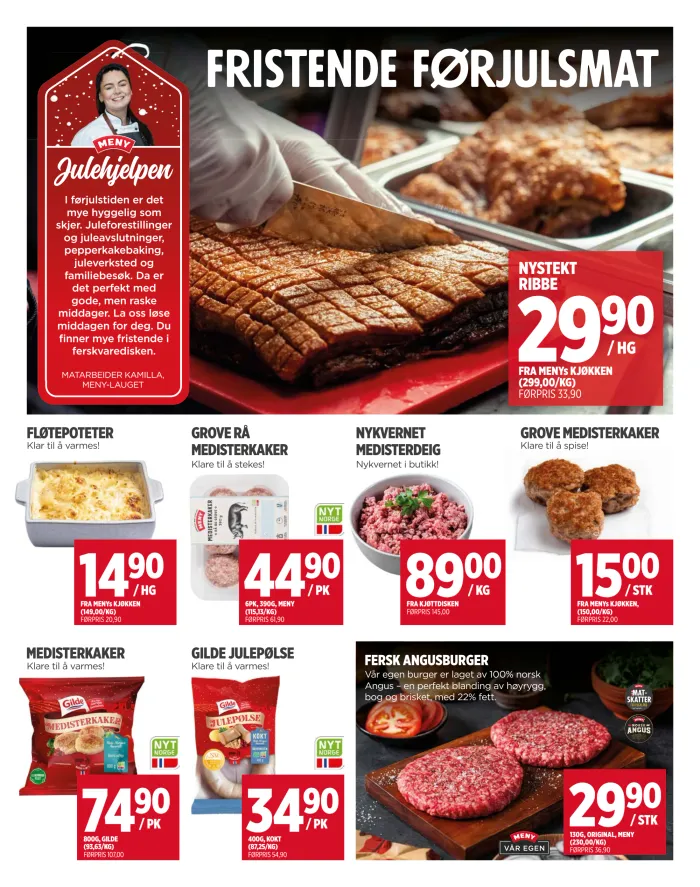 FRISTENDE FØRJULSMAT
MENY
Julehjelpen
I førjulstiden er det
mye hyggelig som
skjer. Juleforestillinger
og juleavslutninger,
pepperkakebaking,
juleverksted og
familiebesøk. Da er
det perfekt med
gode, men raske
middager. La oss løse
middagen for deg. Du
finner mye fristende i
ferskvaredisken.
MATARBEIDER KAMILLA,
MENY-LAUGET
NYSTEKT
RIBBE
29 90
/ HG
FRA MENYs KJØKKEN
(299,00/KG)
FØRPRIS 33,90
FLØTEPOTETER
Klar til å varmes!
14 90
/ HG
FRA MENYs KJØKKEN
(149,00/KG)
FØRPRIS 20,90
GROVE RÅ
MEDISTERKAKER
Klare til å stekes!
MENY
MEDISTERKAKER
NYT
NORGE
44 90
/ PK
6PK, 390G, MENY
(115,13/KG)
FØRPRIS 61,90
NYKVERNET
MEDISTERDEIG
Nykvernet i butikk!
89 00
/ KG
FRA KJØTTDISKEN
FØRPRIS 145,00
GROVE MEDISTERKAKER
Klare til å spise!
15 00
/ STK
FRA MENYs KJØKKEN,
(150,00/KG)
FØRPRIS 22,00
MEDISTERKAKER
Klare til å varmes!
Gilde
MEDISTERKAKER
NYT
NORGE
74 90
/ PK
800G, GILDE
(93,63/KG)
FØRPRIS 107,00
GILDE JULEPØLSE
Klare til å varmes!
Gilde
JULEPØLSE
KOKT
NYT
NORGE
34 90
/ PK
400G, KOKT
(87,25/KG)
FØRPRIS 54,90
FERSK ANGUSBURGER
Vår egen burger er laget av 100% norsk
Angus – en perfekt blanding av høyrygg,
bog og brisket, med 22% fett.
MAT-
SKATTER
ANGUS
MENY
VÅR EGEN
29 90
/ STK
130G, ORIGINAL, MENY
(230,00/KG)
FØRPRIS 36,90